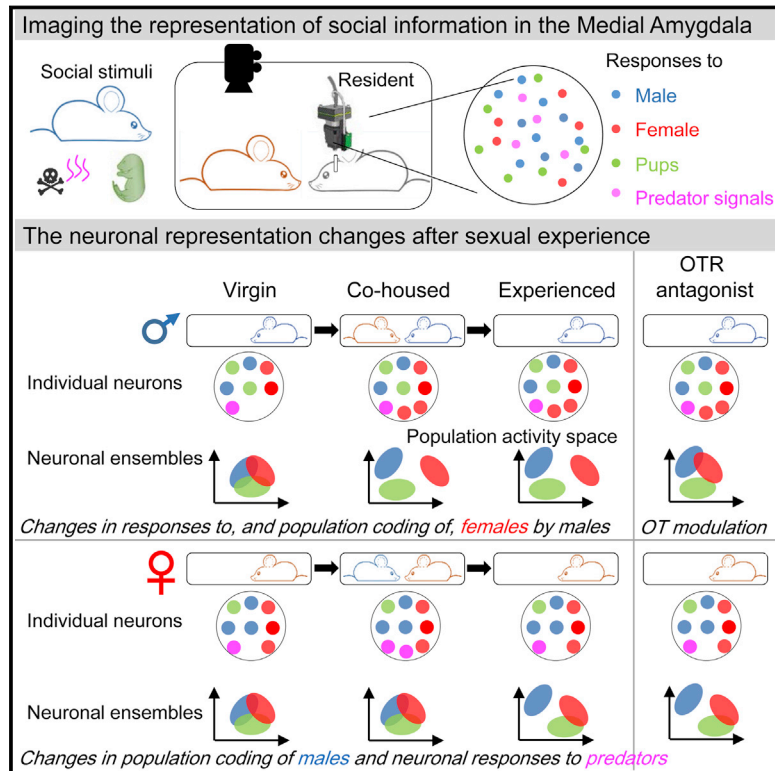 Imaging the representation of social information in the Medial Amygdala
Social stimuli
Resident
Responses to
Male
Female
Pups
Predator signals
The neuronal representation changes after sexual experience
Virgin
Co-housed
Experienced
OTR
antagonist
Individual neurons
Population activity space
Neuronal ensembles
Changes in responses to, and population coding of, females by males
OT modulation
Individual neurons
Neuronal ensembles
Changes in population coding of males and neuronal responses to predators